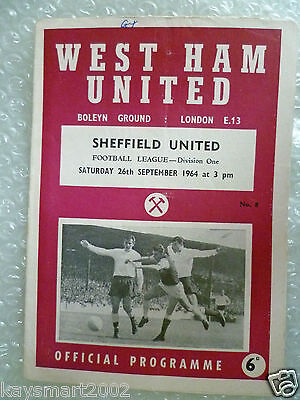 WEST HAM
UNITED
BOLEYN GROUND : LONDON E.13
SHEFFIELD UNITED
FOOTBALL LEAGUE—Division One
SATURDAY 26th SEPTEMBER 1964 at 3 pm
No. 8
OFFICIAL PROGRAMME
6D
kaysmart2002